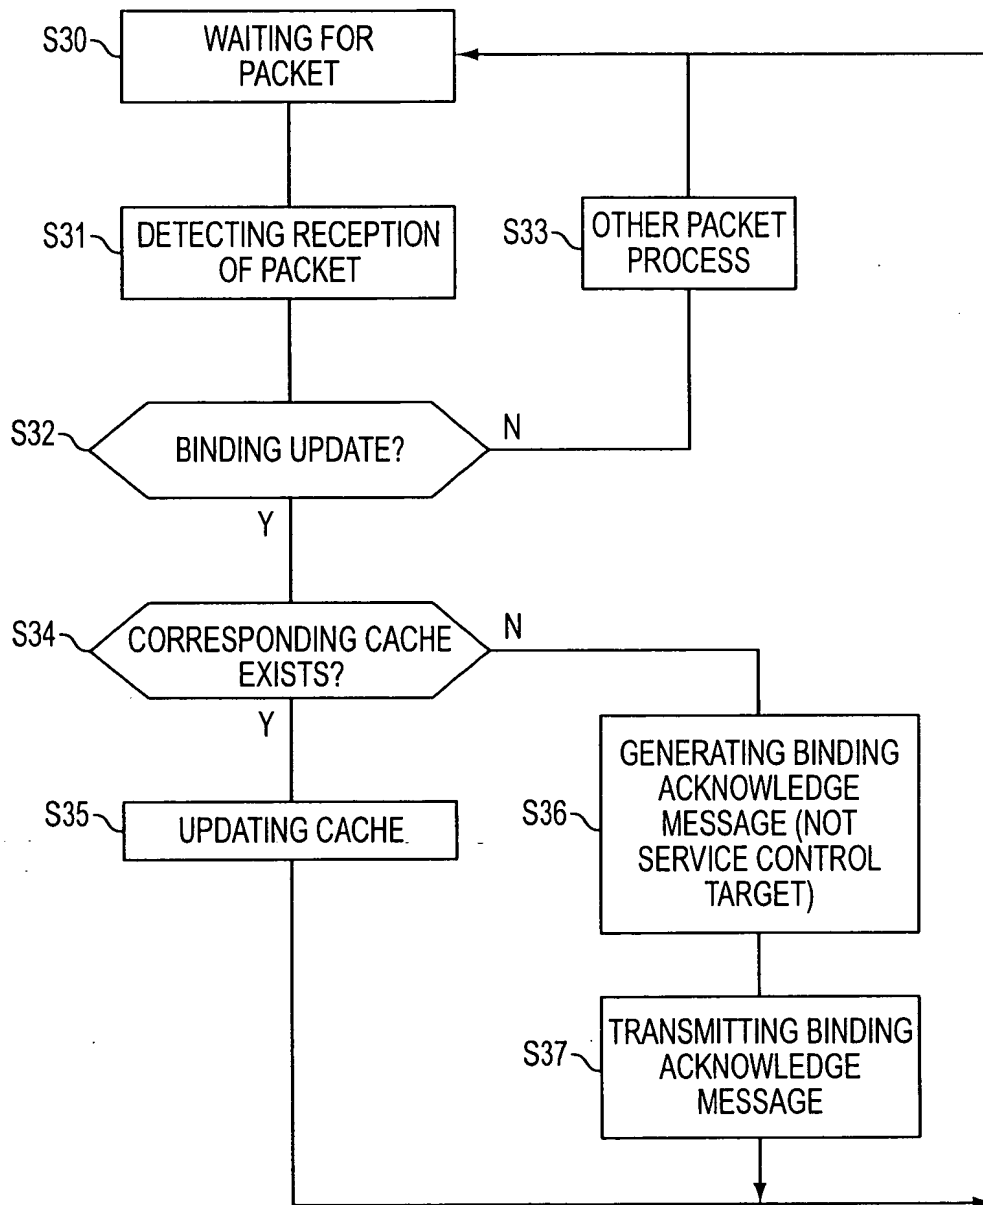 S30
WAITING FOR
PACKET
S31
DETECTING RECEPTION
OF PACKET
S33
OTHER PACKET
PROCESS
S32
BINDING UPDATE?
N
Y
S34
CORRESPONDING CACHE
EXISTS?
N
Y
S35
UPDATING CACHE
S36
GENERATING BINDING
ACKNOWLEDGE
MESSAGE (NOT
SERVICE CONTROL
TARGET)
S37
TRANSMITTING BINDING
ACKNOWLEDGE
MESSAGE